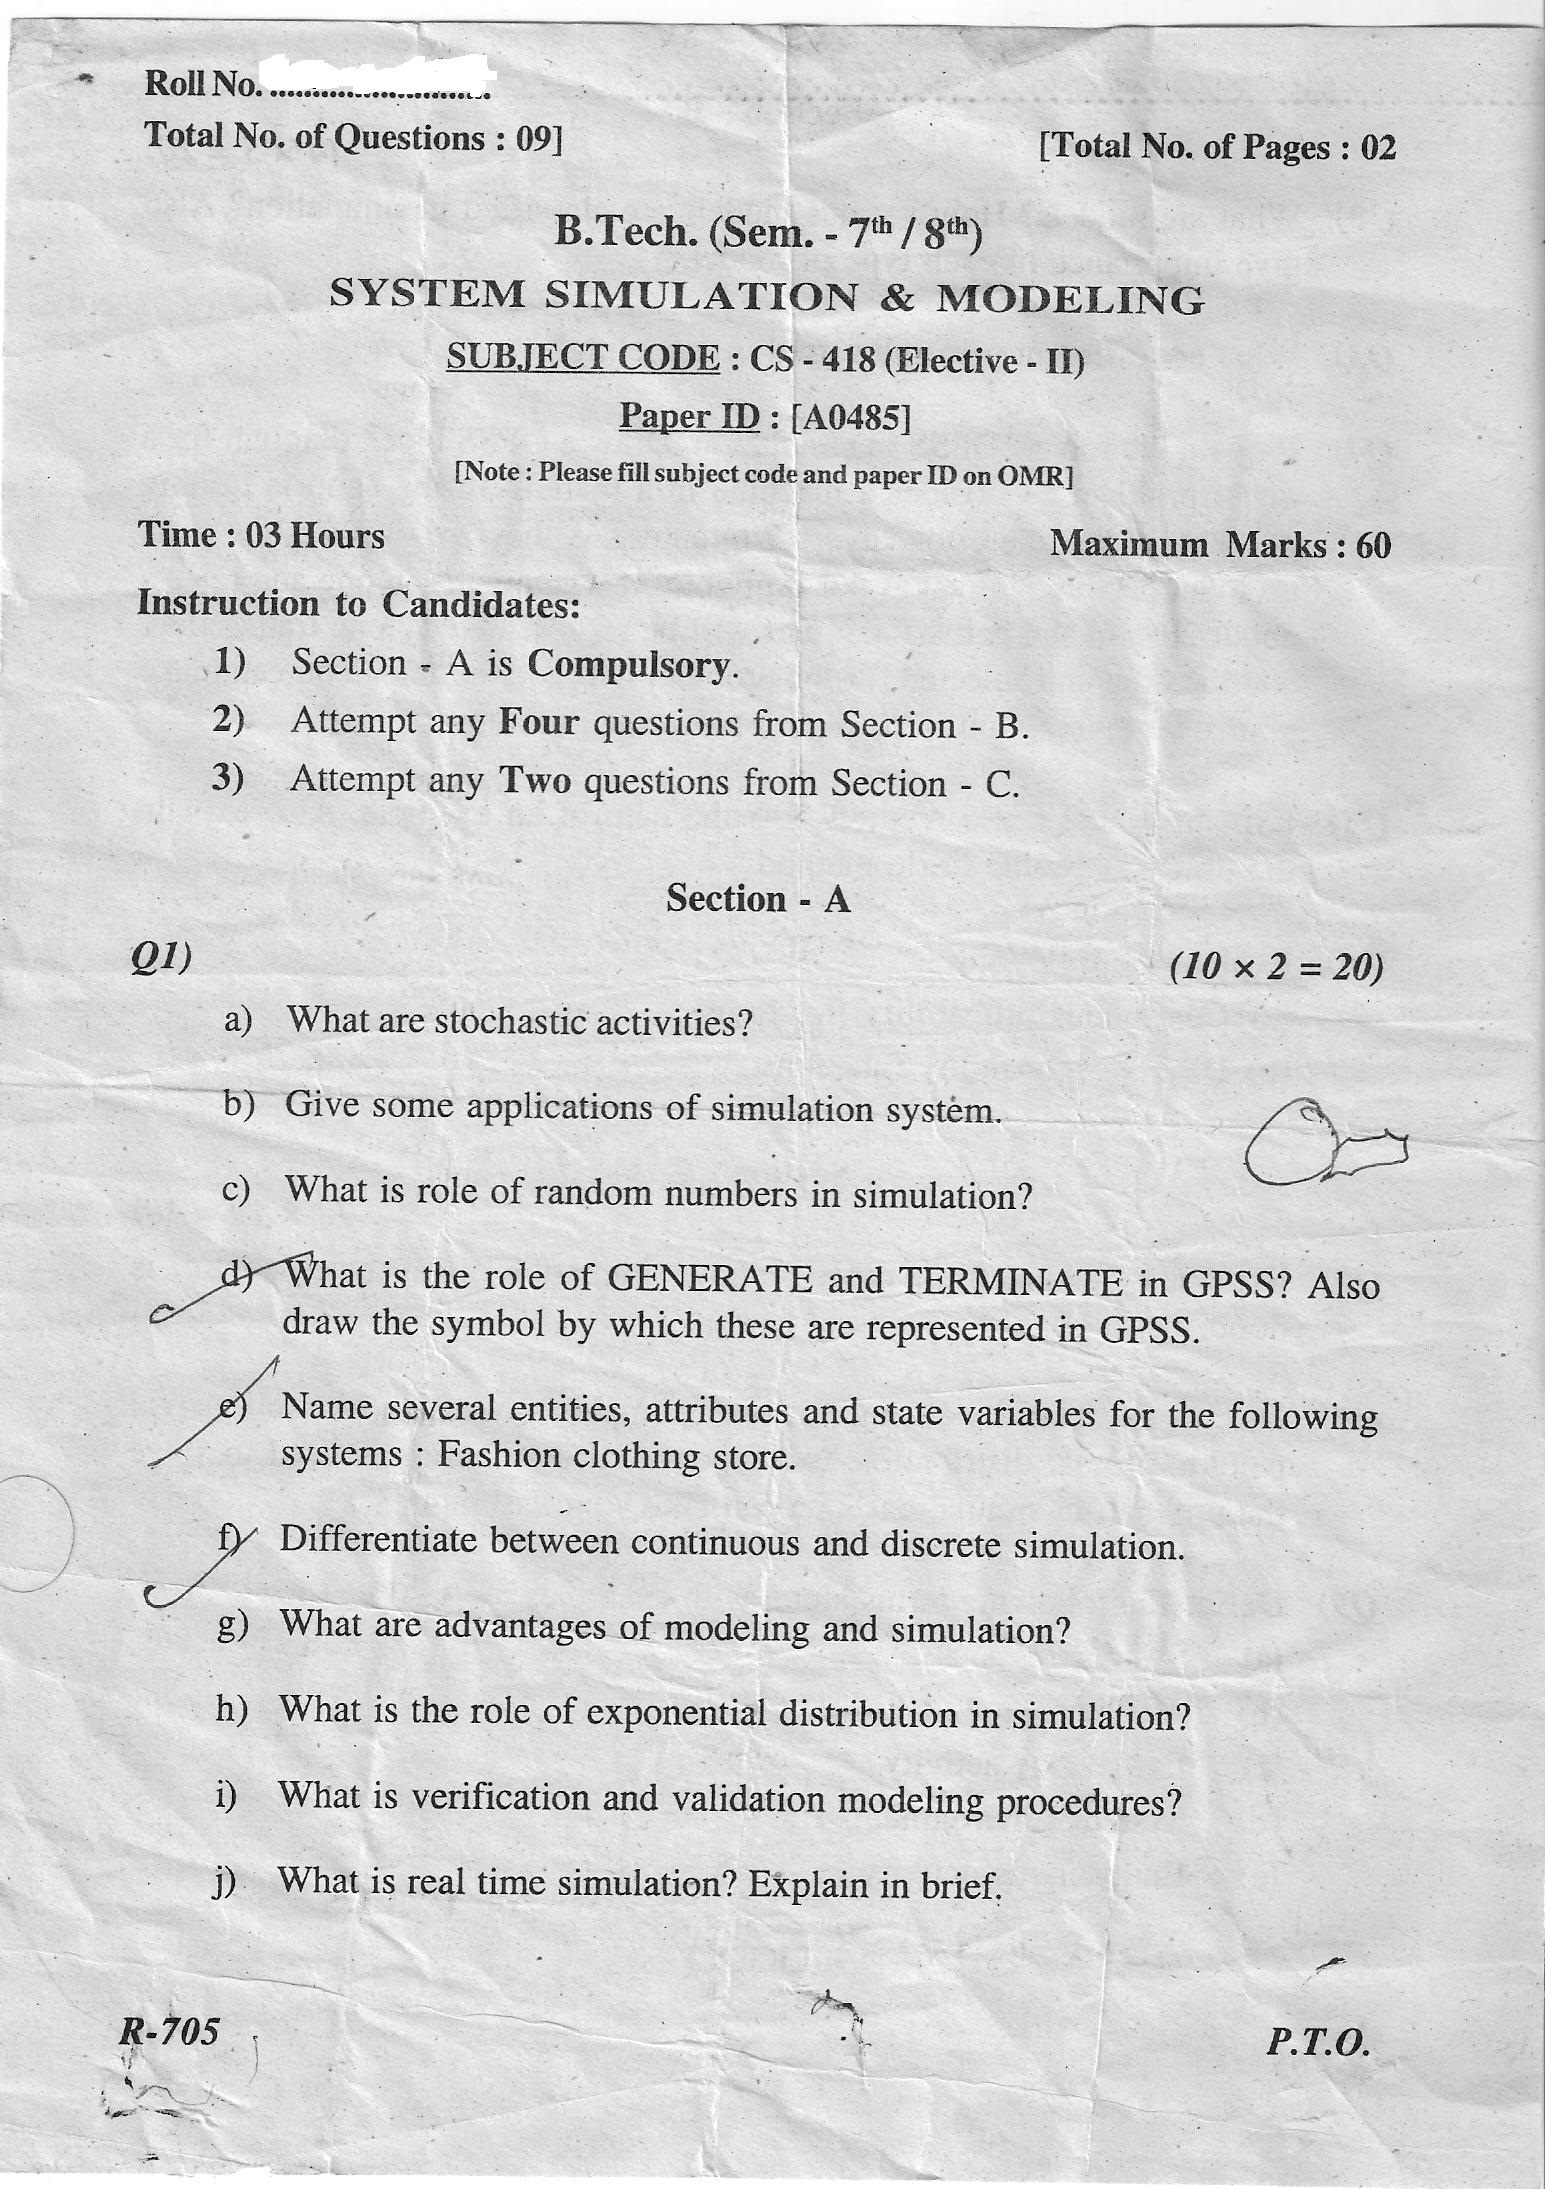 Roll No. ..........................
Total No. of Questions : 09]
[Total No. of Pages : 02
B.Tech. (Sem. - 7th / 8th)
SYSTEM SIMULATION & MODELING
SUBJECT CODE : CS - 418 (Elective - II)
Paper ID : [A0485]
[Note : Please fill subject code and paper ID on OMR]
Time : 03 Hours
Maximum Marks : 60
Instruction to Candidates:
1) Section - A is Compulsory.
2) Attempt any Four questions from Section - B.
3) Attempt any Two questions from Section - C.
Section - A
Q1)
(10 × 2 = 20)
a) What are stochastic activities?
b) Give some applications of simulation system.
c) What is role of random numbers in simulation?
d) What is the role of GENERATE and TERMINATE in GPSS? Also
draw the symbol by which these are represented in GPSS.
e) Name several entities, attributes and state variables for the following
systems : Fashion clothing store.
f) Differentiate between continuous and discrete simulation.
g) What are advantages of modeling and simulation?
h) What is the role of exponential distribution in simulation?
i) What is verification and validation modeling procedures?
j) What is real time simulation? Explain in brief.
R-705
P.T.O.